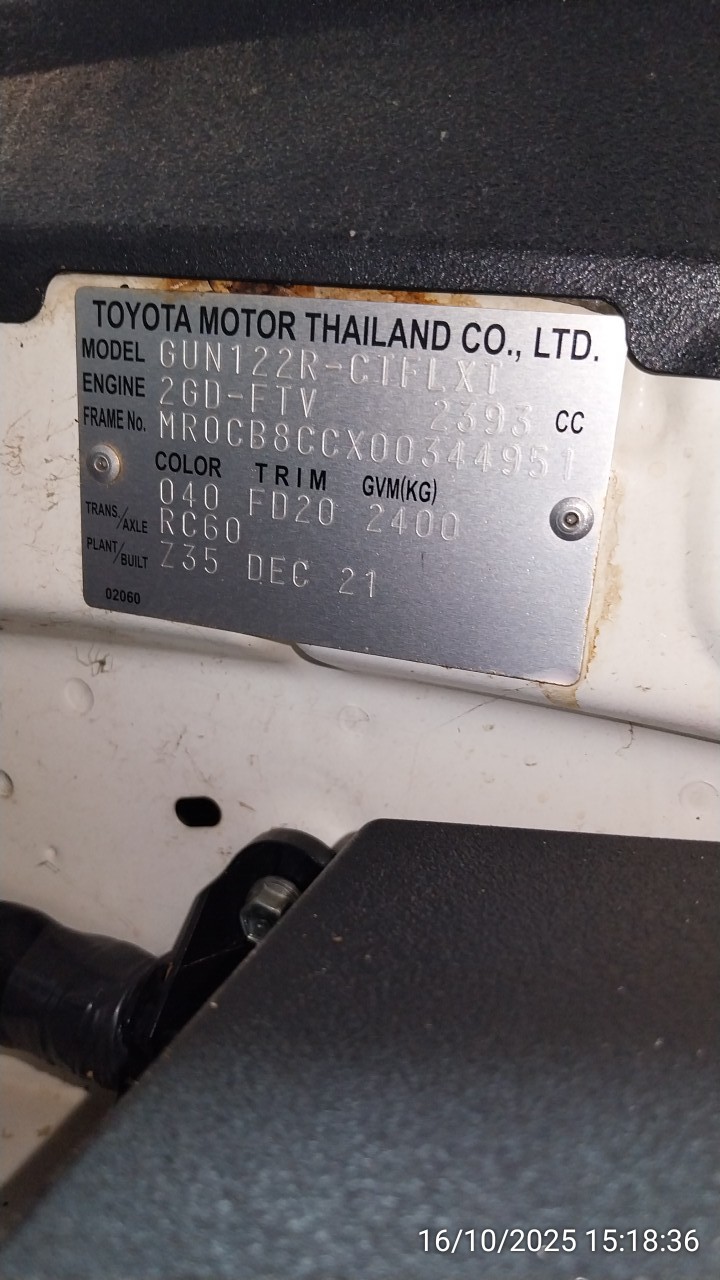 TOYOTA MOTOR THAILAND CO., LTD.
MODEL GUN122R-CTFLXT
ENGINE 2GD-FTV 2393 CC
FRAME No. MR0CB8CCX00344951
COLOR TRIM GVM(KG)
040 FD20 2400
TRANS./AXLE RC60
PLANT/BUILT Z35 DEC 21
02060
16/10/2025 15:18:36